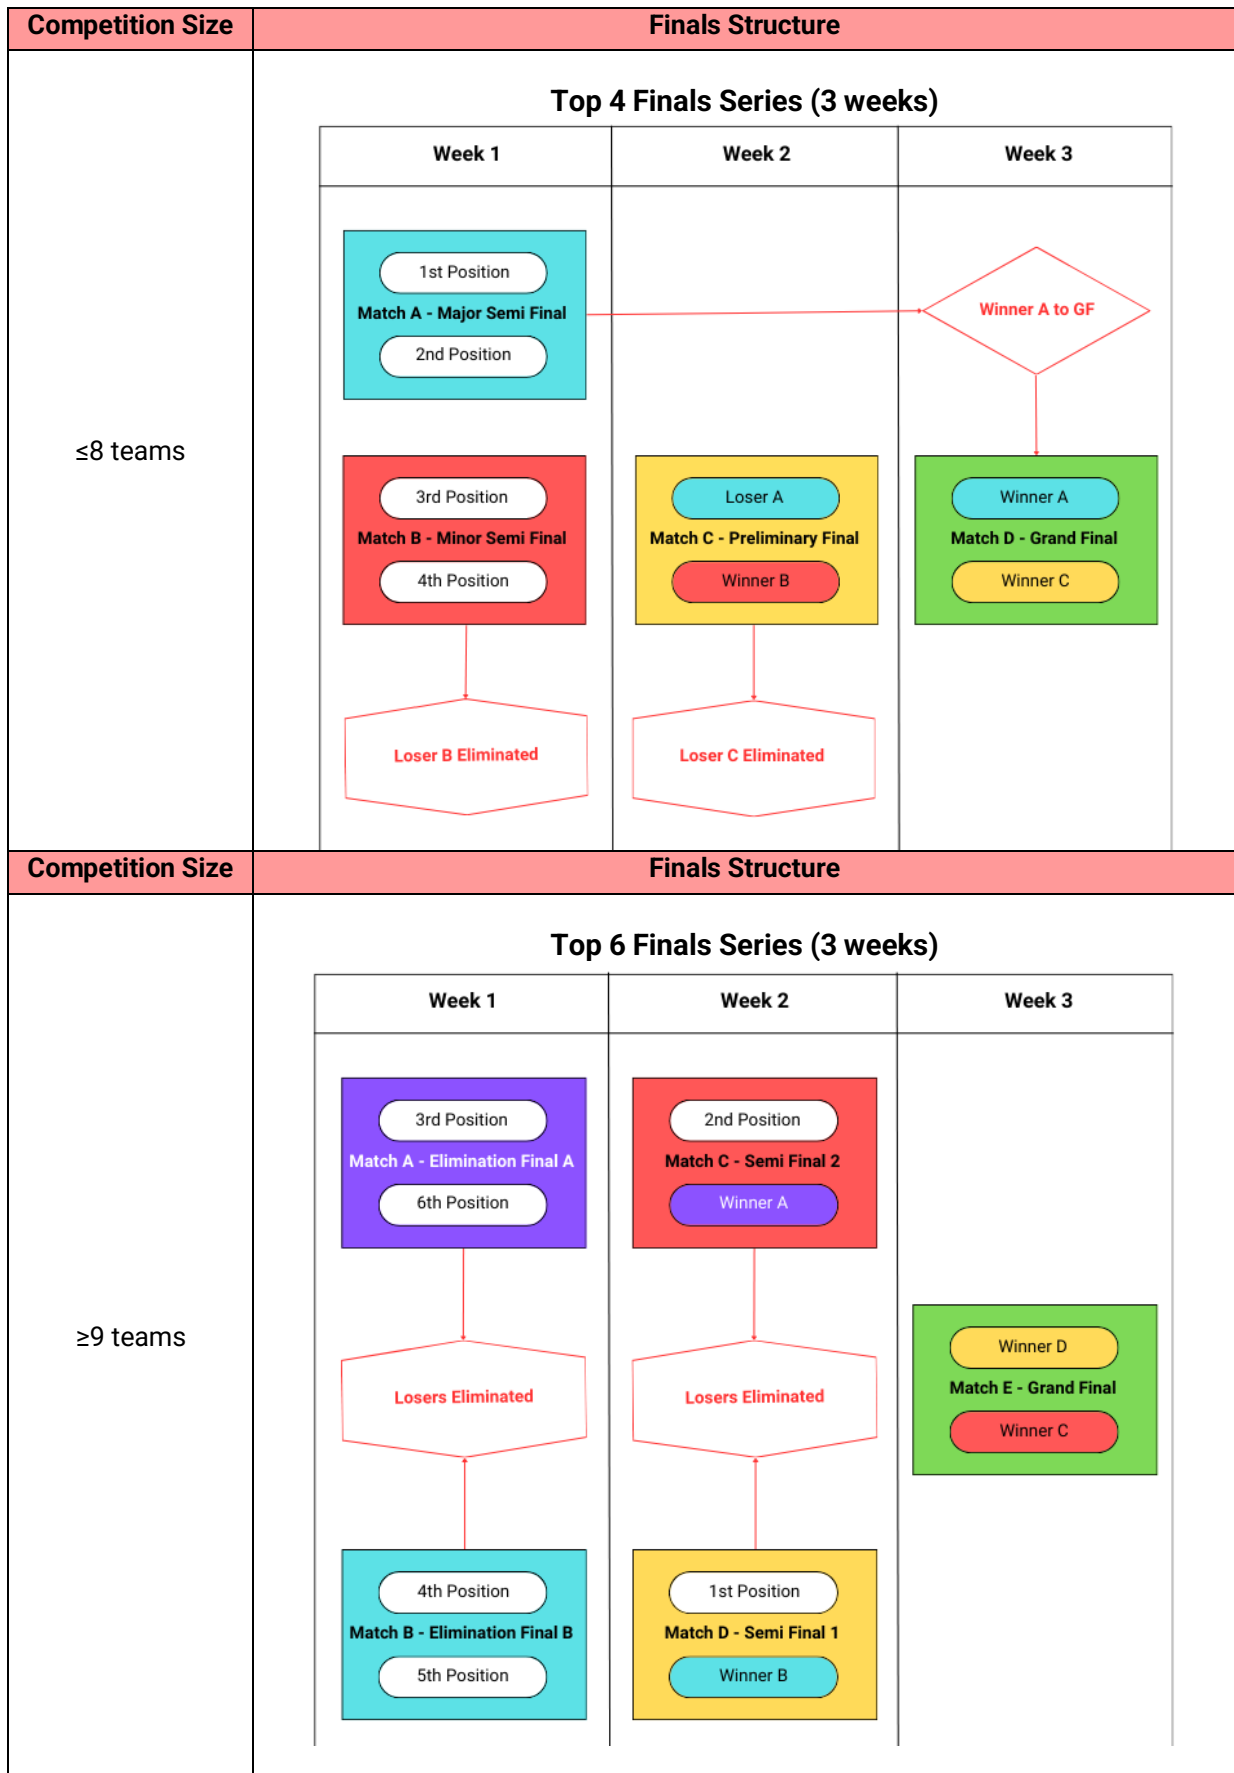 Competition Size
Finals Structure
≤8 teams
Top 4 Finals Series (3 weeks)
Week 1
Week 2
Week 3
1st Position
Match A - Major Semi Final
2nd Position
Winner A to GF
3rd Position
Match B - Minor Semi Final
4th Position
Loser A
Match C - Preliminary Final
Winner B
Winner A
Match D - Grand Final
Winner C
Loser B Eliminated
Loser C Eliminated
Competition Size
Finals Structure
≥9 teams
Top 6 Finals Series (3 weeks)
Week 1
Week 2
Week 3
3rd Position
Match A - Elimination Final A
6th Position
2nd Position
Match C - Semi Final 2
Winner A
Losers Eliminated
Losers Eliminated
Winner D
Match E - Grand Final
Winner C
4th Position
Match B - Elimination Final B
5th Position
1st Position
Match D - Semi Final 1
Winner B